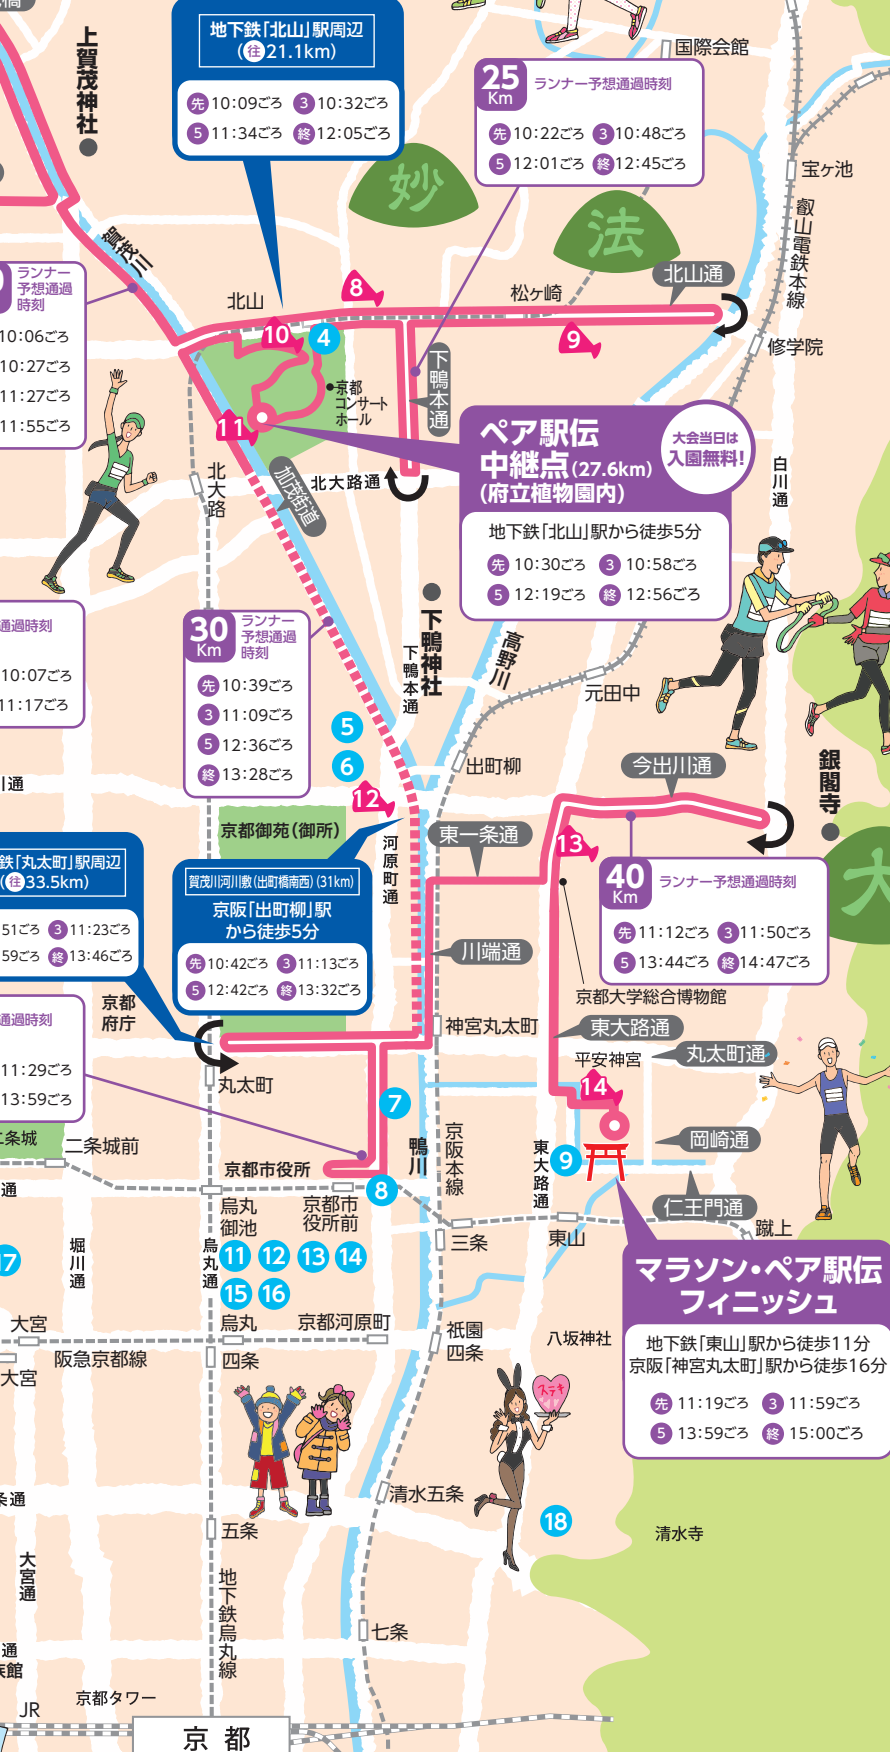 上賀茂神社
地下鉄「北山」駅周辺
(往21.1km)
先 10:09ごろ 3 10:32ごろ
5 11:34ごろ 終 12:05ごろ
国際会館
25
Km
ランナー予想通過時刻
先 10:22ごろ 3 10:48ごろ
5 12:01ごろ 終 12:45ごろ
宝ヶ池
叡山電鉄本線
妙
法
賀茂川
ランナー
予想通過
時刻
10:06ごろ
10:27ごろ
11:27ごろ
11:55ごろ
北山
8
松ヶ崎
北山通
10
4
9
修学院
下鴨本通
京都
コンサート
ホール
11
ペア駅伝
中継点(27.6km)
(府立植物園内)
大会当日は
入園無料!
地下鉄「北山」駅から徒歩5分
先 10:30ごろ 3 10:58ごろ
5 12:19ごろ 終 12:56ごろ
白川通
北大路
加茂街道
北大路通
通過時刻
10:07ごろ
11:17ごろ
30
Km
ランナー
予想通過
時刻
先 10:39ごろ
3 11:09ごろ
5 12:36ごろ
終 13:28ごろ
下鴨神社
下鴨本通
高野川
元田中
5
6
12
出町柳
今出川通
銀閣寺
川通
京都御苑(御所)
河原町通
東一条通
13
鉄「丸太町」駅周辺
(往33.5km)
51ごろ 3 11:23ごろ
59ごろ 終 13:46ごろ
賀茂川河川敷(出町橋南西)(31km)
京阪「出町柳」駅
から徒歩5分
先 10:42ごろ 3 11:13ごろ
5 12:42ごろ 終 13:32ごろ
40
Km
ランナー予想通過時刻
先 11:12ごろ 3 11:50ごろ
5 13:44ごろ 終 14:47ごろ
大
川端通
京都大学総合博物館
京都
府庁
神宮丸太町
東大路通
丸太町通
平安神宮
通過時刻
11:29ごろ
13:59ごろ
丸太町
14
7
鴨川
京阪本線
東大路通
9
岡崎通
二条城
二条城前
京都市役所
8
仁王門通
通
烏丸
御池
京都市
役所前
三条
東山
蹴上
17
堀川通
烏丸通
11 12 13 14
15 16
マラソン・ペア駅伝
フィニッシュ
地下鉄「東山」駅から徒歩11分
京阪「神宮丸太町」駅から徒歩16分
先 11:19ごろ 3 11:59ごろ
5 13:59ごろ 終 15:00ごろ
大宮
烏丸
京都河原町
祇園
四条
八坂神社
阪急京都線
四条
大宮
ステキ
条通
清水五条
18
清水寺
五条
大宮通
地下鉄烏丸線
七条
通
族館
京都タワー
JR
京都